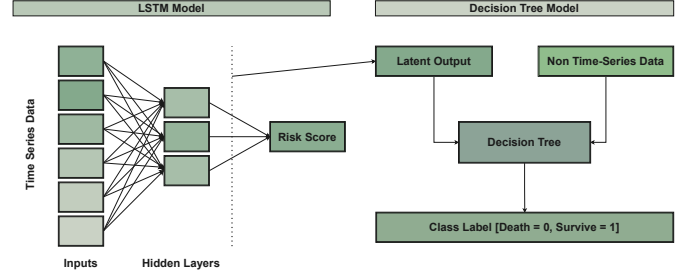 LSTM Model
Decision Tree Model
Latent Output
Non Time-Series Data
Time Series Data
Risk Score
Decision Tree
Class Label [Death = 0, Survive = 1]
Inputs
Hidden Layers